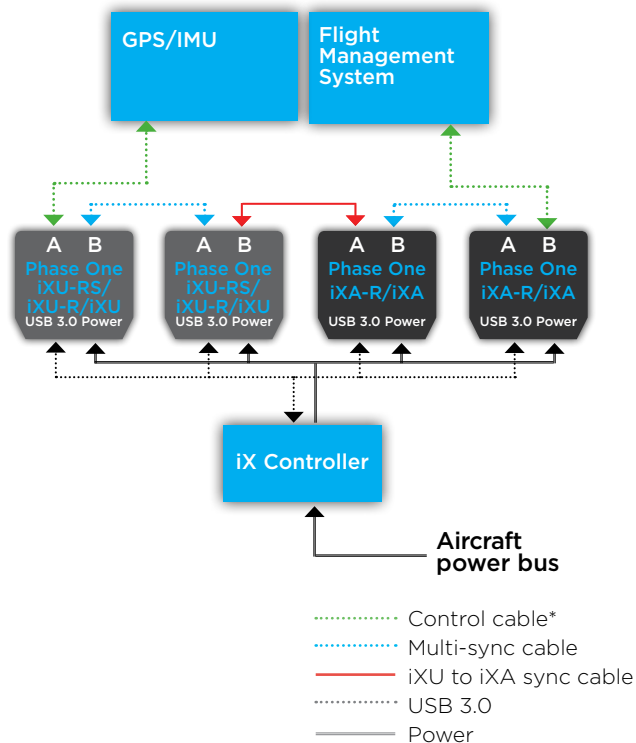 GPS/IMU
Flight
Management
System
A B
A B
A B
A B
Phase One
iXU-RS/
iXU-R/iXU
USB 3.0 Power
Phase One
iXU-RS/
iXU-R/iXU
USB 3.0 Power
Phase One
iXA-R/iXA
USB 3.0 Power
Phase One
iXA-R/iXA
USB 3.0 Power
iX Controller
Aircraft
power bus
Control cable*
Multi-sync cable
iXU to iXA sync cable
USB 3.0
Power